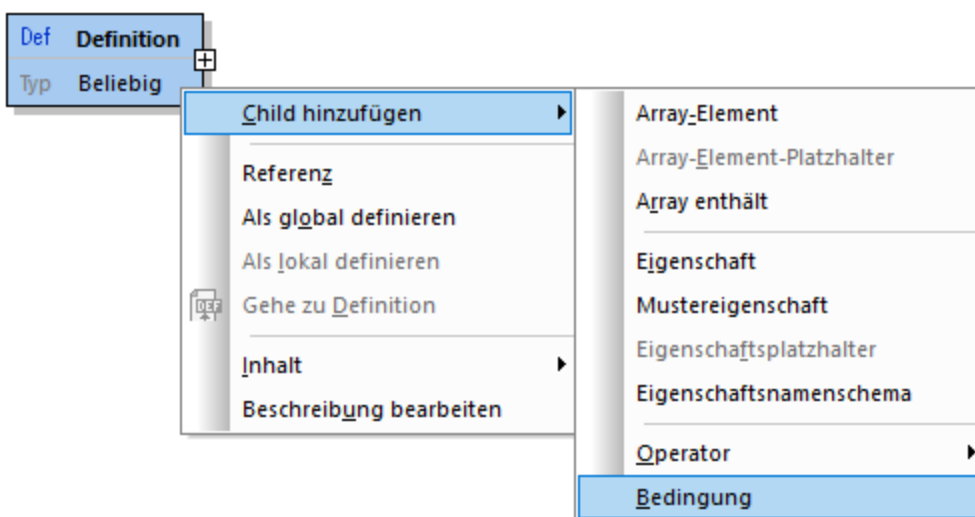 Def Definition
Typ Beliebig
Child hinzufügen
Referenz
Als global definieren
Als lokal definieren
DEF Gehe zu Definition
Inhalt
Beschreibung bearbeiten
Array-Element
Array-Element-Platzhalter
Array enthält
Eigenschaft
Mustereigenschaft
Eigenschaftsplatzhalter
Eigenschaftsnamenschema
Operator
Bedingung